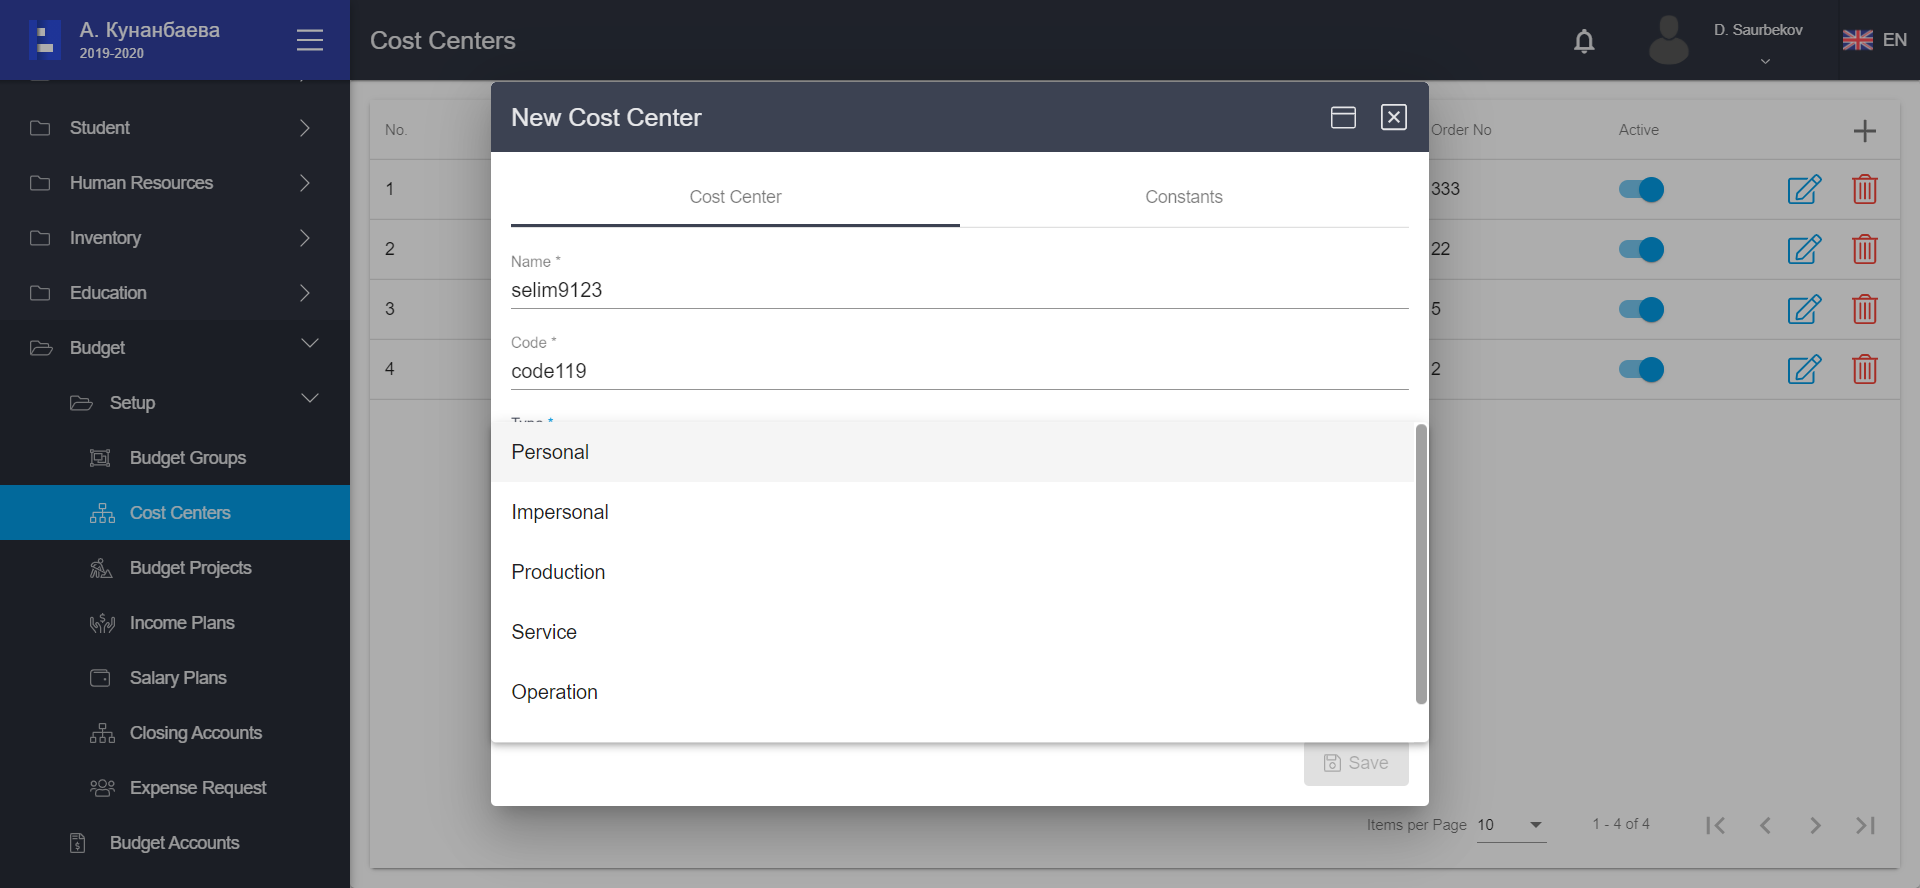 А. Кунанбаева
2019-2020
Cost Centers
D. Saurbekov
EN
Student
Human Resources
Inventory
Education
Budget
Setup
Budget Groups
Cost Centers
Budget Projects
Income Plans
Salary Plans
Closing Accounts
Expense Request
Budget Accounts
No.
Order No
Active
1
333
2
22
3
5
4
2
New Cost Center
Cost Center
Constants
Name *
selim9123
Code *
code119
Type *
Personal
Impersonal
Production
Service
Operation
Save
Items per Page
10
1 - 4 of 4